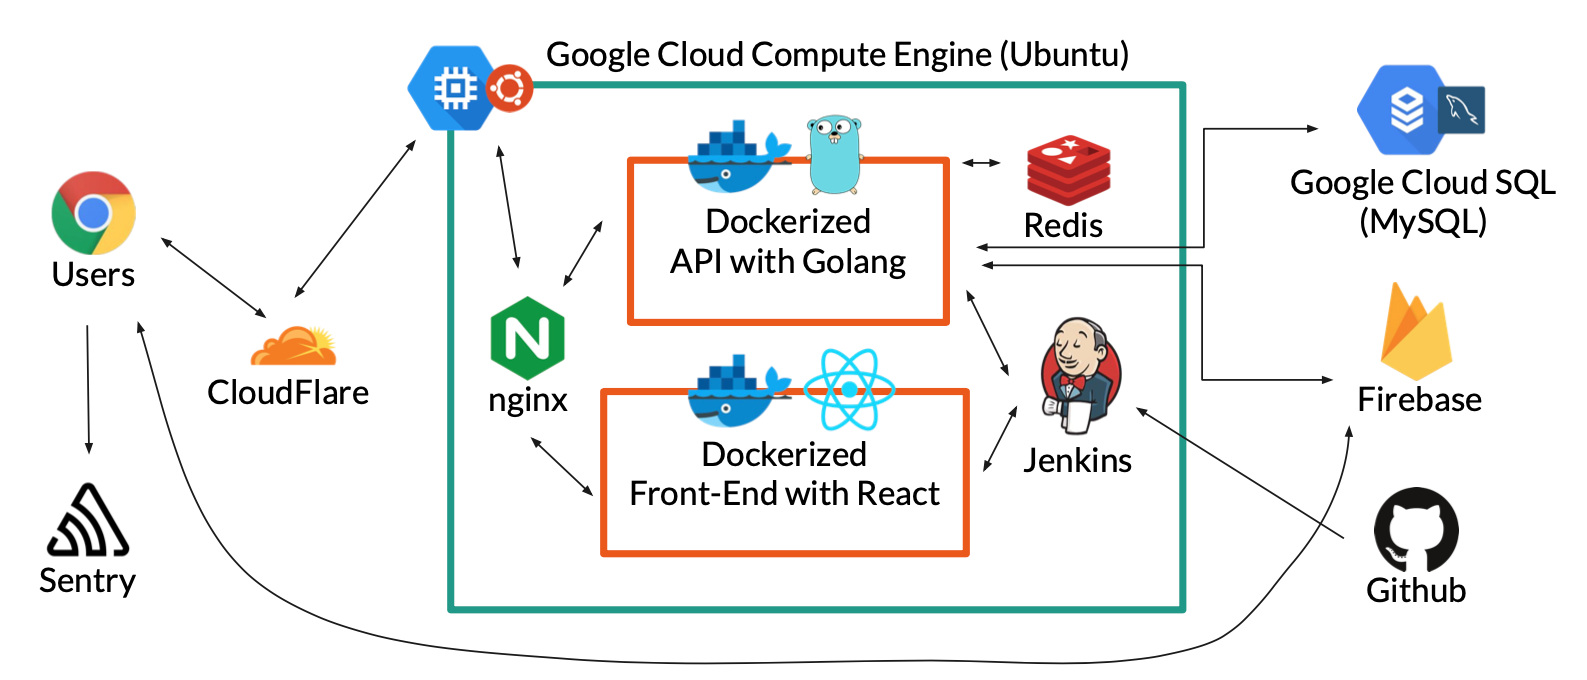 Google Cloud Compute Engine (Ubuntu)
Users
CloudFlare
Sentry
nginx
N
Dockerized
API with Golang
Redis
Dockerized
Front-End with React
Jenkins
Google Cloud SQL
(MySQL)
Firebase
Github